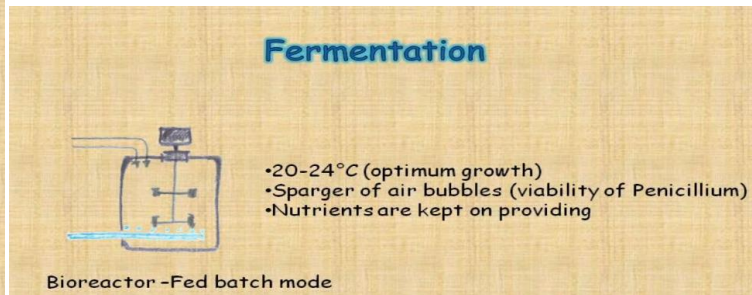 Fermentation
•20-24°C (optimum growth)
•Sparger of air bubbles (viability of Penicillium)
•Nutrients are kept on providing
Bioreactor –Fed batch mode